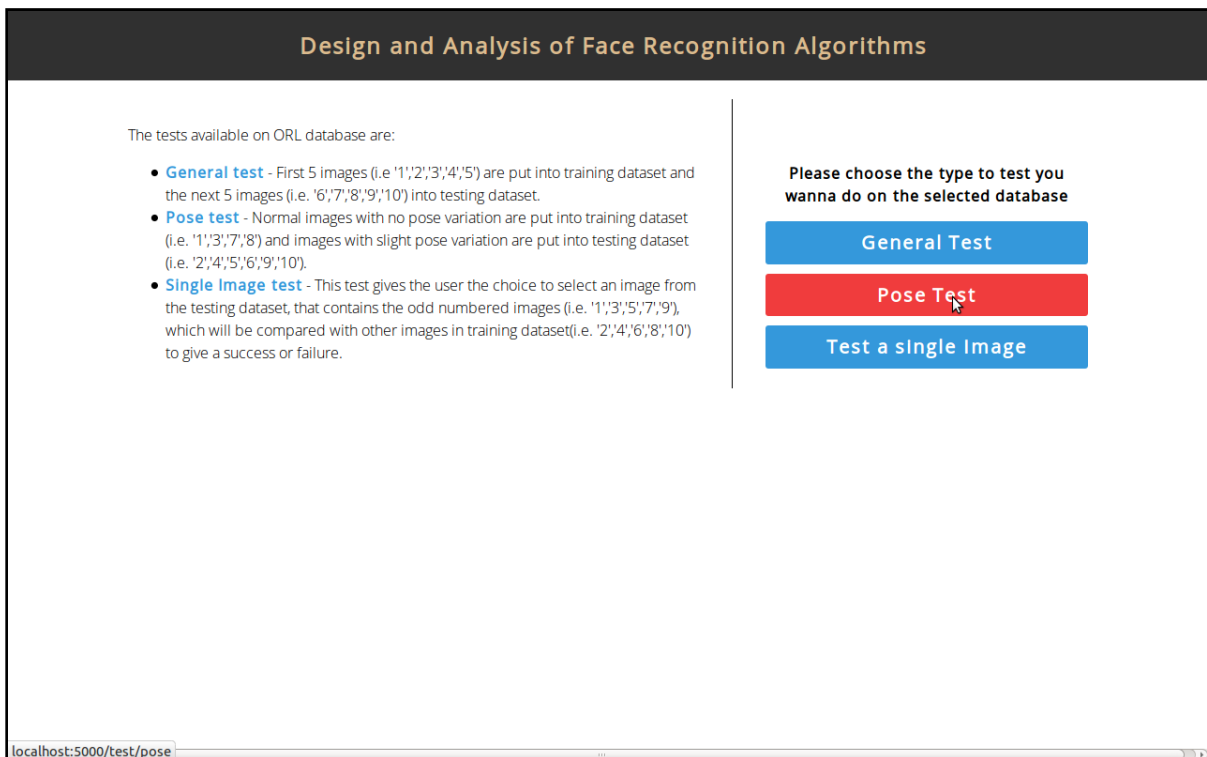 Design and Analysis of Face Recognition Algorithms
The tests available on ORL database are:
● General test - First 5 images (i.e '1','2','3','4','5') are put into training dataset and
the next 5 images (i.e. '6','7','8','9','10') into testing dataset.
● Pose test - Normal images with no pose variation are put into training dataset
(i.e. '1','3','7','8') and images with slight pose variation are put into testing dataset
(i.e. '2','4','5','6','9','10').
● Single Image test - This test gives the user the choice to select an image from
the testing dataset, that contains the odd numbered images (i.e. '1','3','5','7','9'),
which will be compared with other images in training dataset(i.e. '2','4','6','8','10')
to give a success or failure.
Please choose the type to test you
wanna do on the selected database
General Test
Pose Test
Test a sIngle Image
localhost:5000/test/pose